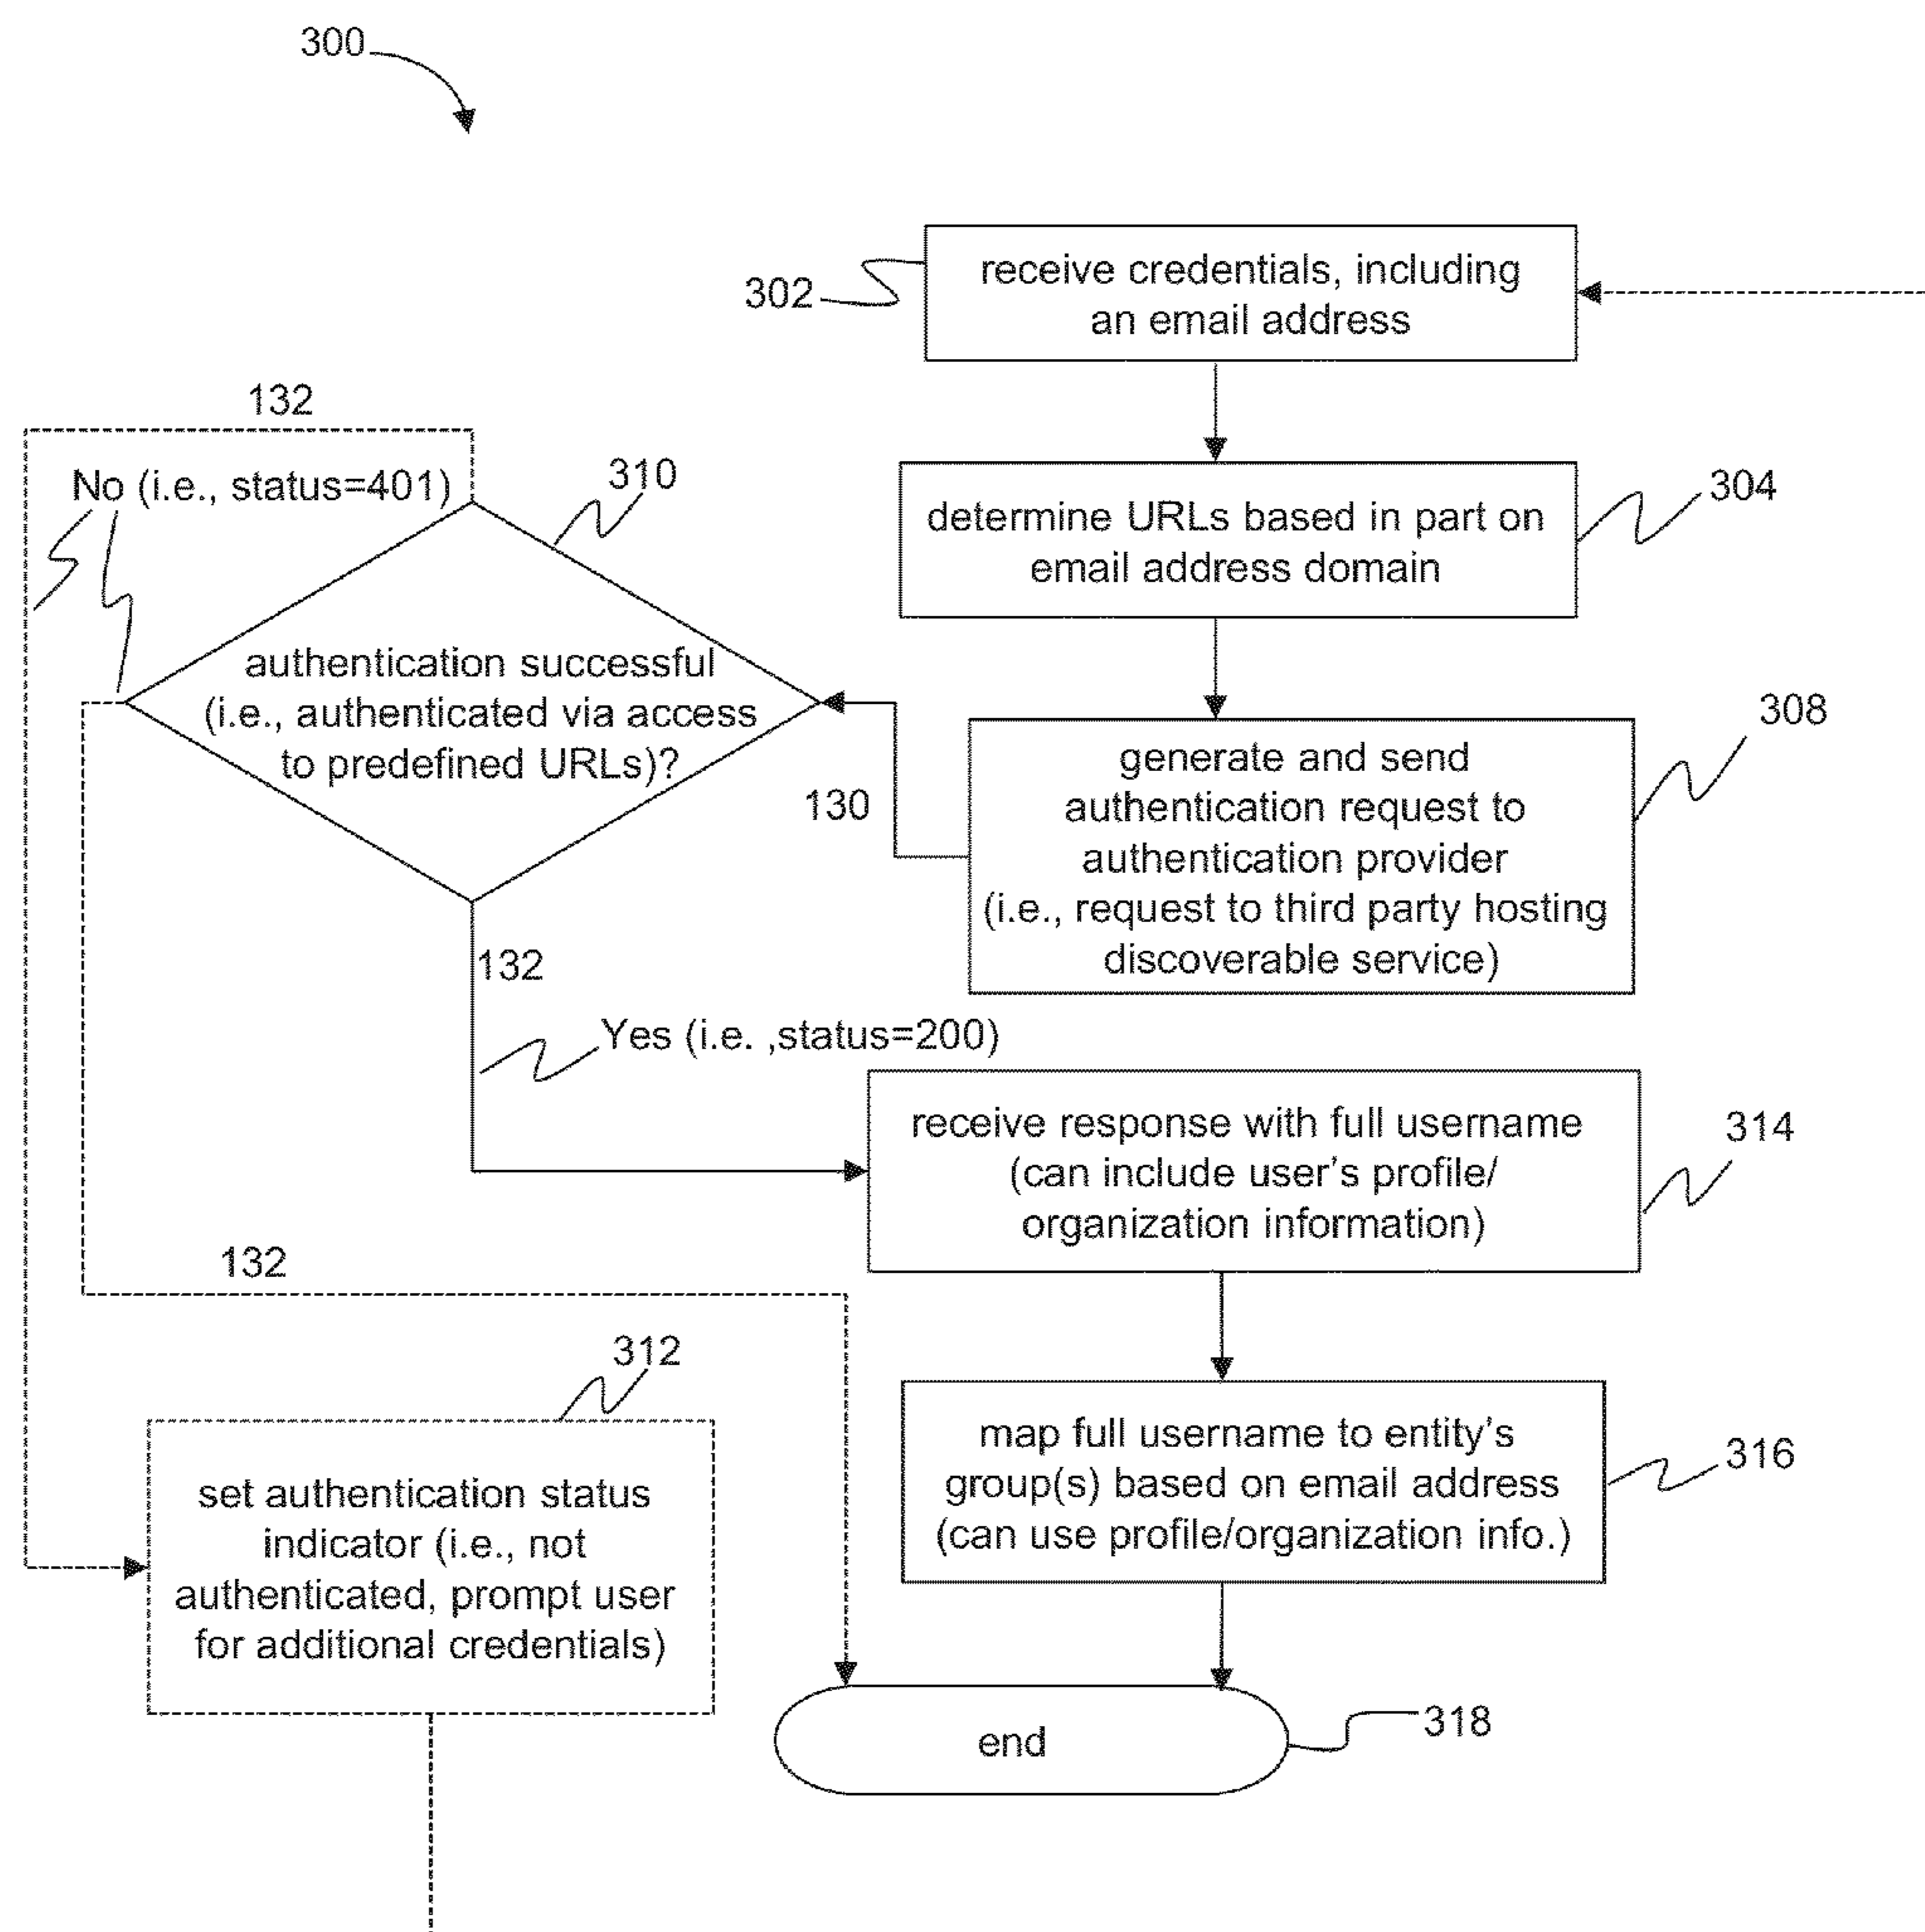 300
302
receive credentials, including
an email address
132
No (i.e., status=401)
310
304
determine URLs based in part on
email address domain
authentication successful
(i.e., authenticated via access
to predefined URLs)?
130
308
generate and send
authentication request to
authentication provider
(i.e., request to third party hosting
discoverable service)
132
Yes (i.e. ,status=200)
314
receive response with full username
(can include user's profile/
organization information)
132
312
set authentication status
indicator (i.e., not
authenticated, prompt user
for additional credentials)
316
map full username to entity's
group(s) based on email address
(can use profile/organization info.)
end
318